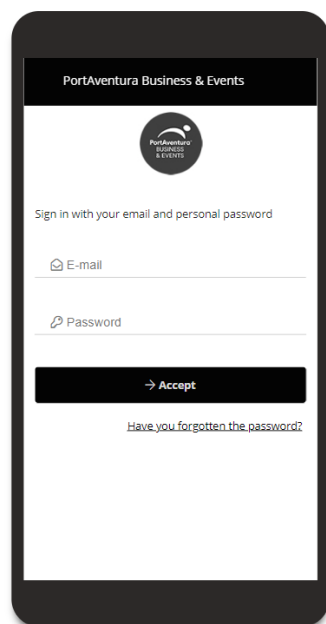 PortAventura Business & Events
PortAventura
BUSINESS
& EVENTS
Sign in with your email and personal password
E-mail
Password
Accept
Have you forgotten the password?